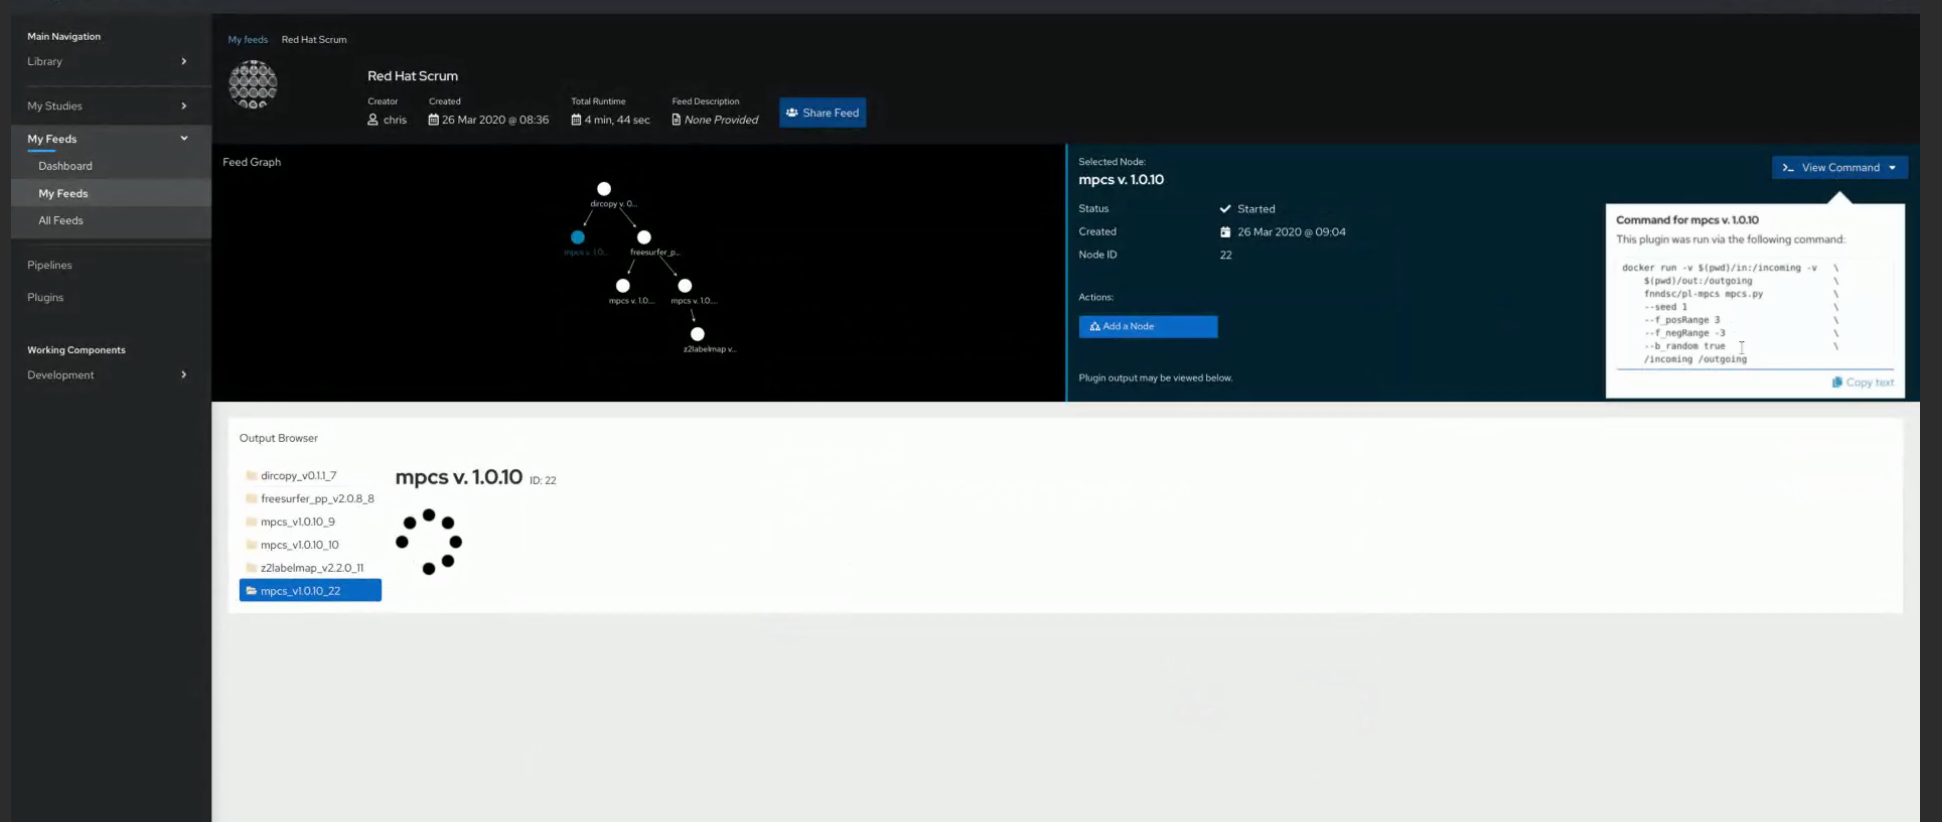 Main Navigation
Library
My Studies
My Feeds
Dashboard
My Feeds
All Feeds
Pipelines
Plugins
Working Components
Development
My feeds Red Hat Scrum
Red Hat Scrum
Creator Created Total Runtime Feed Description
chris 26 Mar 2020 @ 08:36 4 min, 44 sec None Provided
Share Feed
Feed Graph
dircopy v. 0...
mpcs v. 1.0... freesurfer_p...
mpcs v. 1.0... mpcs v. 1.0...
z2labelmap v...
Selected Node:
mpcs v. 1.0.10
Status Started
Created 26 Mar 2020 @ 09:04
Node ID 22
Actions:
Add a Node
Plugin output may be viewed below.
>_ View Command
Command for mpcs v. 1.0.10
This plugin was run via the following command:
docker run -v $(pwd)/in:/incoming -v \
$(pwd)/out:/outgoing \
fnndsc/pl-mpcs mpcs.py \
--seed 1 \
--f_posRange 3 \
--f_negRange -3 \
--b_random true \
/incoming /outgoing
Copy text
Output Browser
dircopy_v0.1.1_7
freesurfer_pp_v2.0.8_8
mpcs_v1.0.10_9
mpcs_v1.0.10_10
z2labelmap_v2.2.0_11
mpcs_v1.0.10_22
mpcs v. 1.0.10 ID: 22